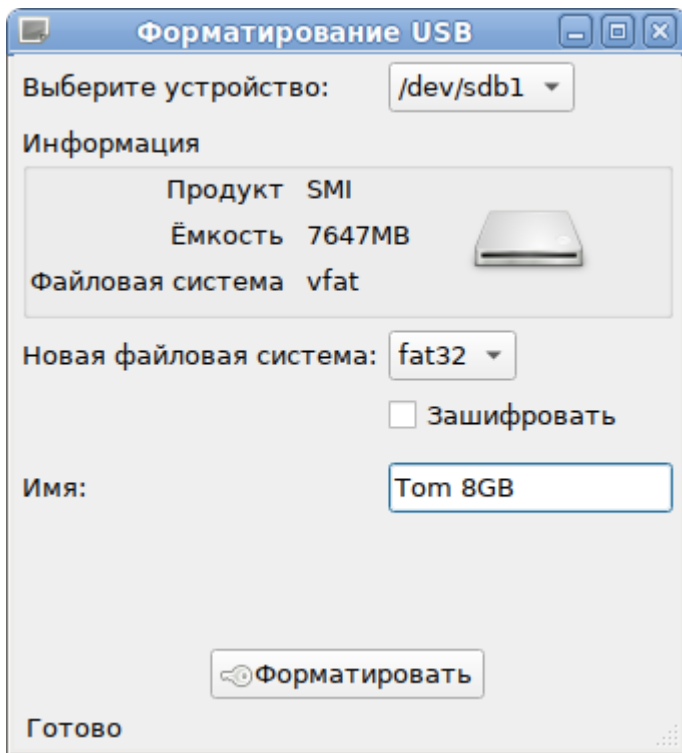 Форматирование USB
Выберите устройство: /dev/sdb1
Информация
Продукт SMI
Ёмкость 7647MB
Файловая система vfat
Новая файловая система: fat32
Зашифровать
Имя: Tom 8GB
Форматировать
Готово